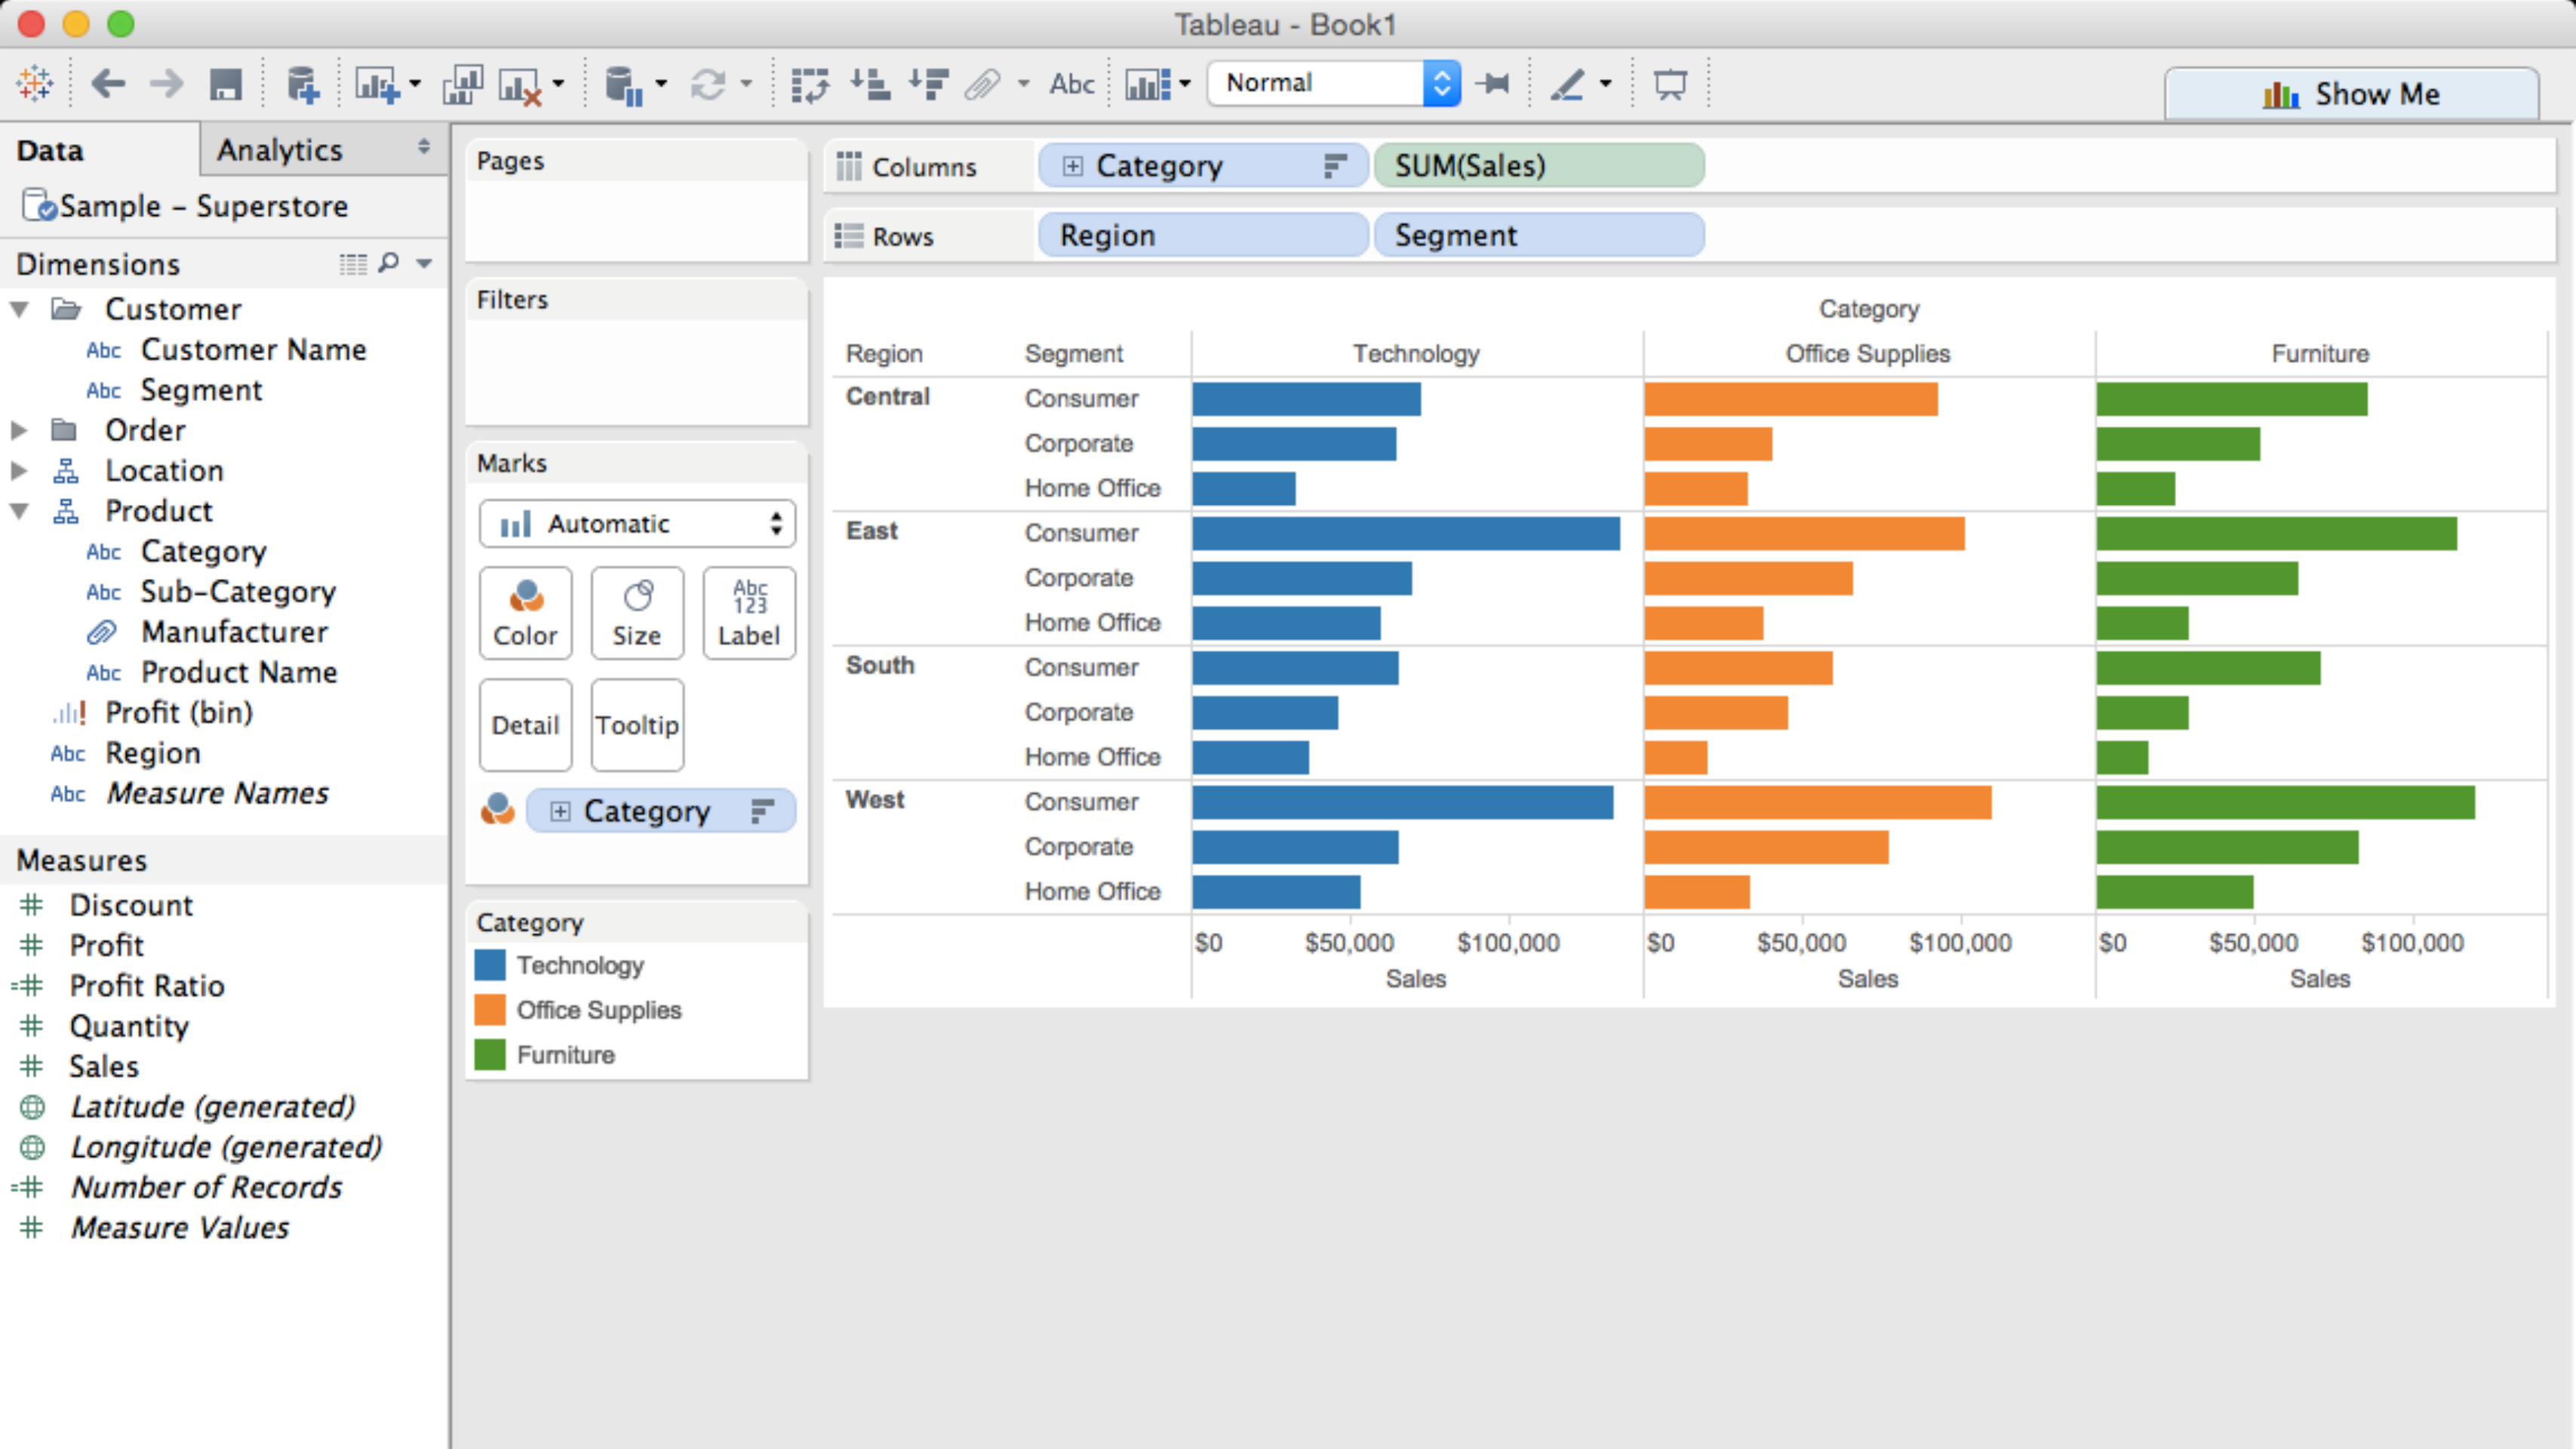 Tableau - Book1
Abc
Normal
Show Me
Data
Analytics
Sample – Superstore
Dimensions
Customer
Abc Customer Name
Abc Segment
Order
Location
Product
Abc Category
Abc Sub-Category
Manufacturer
Abc Product Name
Profit (bin)
Abc Region
Abc Measure Names
Measures
# Discount
# Profit
=# Profit Ratio
# Quantity
# Sales
Latitude (generated)
Longitude (generated)
=# Number of Records
# Measure Values
Pages
Filters
Marks
Automatic
Color
Size
Abc
123
Label
Detail
Tooltip
Category
Category
Technology
Office Supplies
Furniture
Columns Category SUM(Sales)
Rows Region Segment
Category
Region Segment Technology Office Supplies Furniture
Central Consumer
Corporate
Home Office
East Consumer
Corporate
Home Office
South Consumer
Corporate
Home Office
West Consumer
Corporate
Home Office
$0 $50,000 $100,000 $0 $50,000 $100,000 $0 $50,000 $100,000
Sales Sales Sales